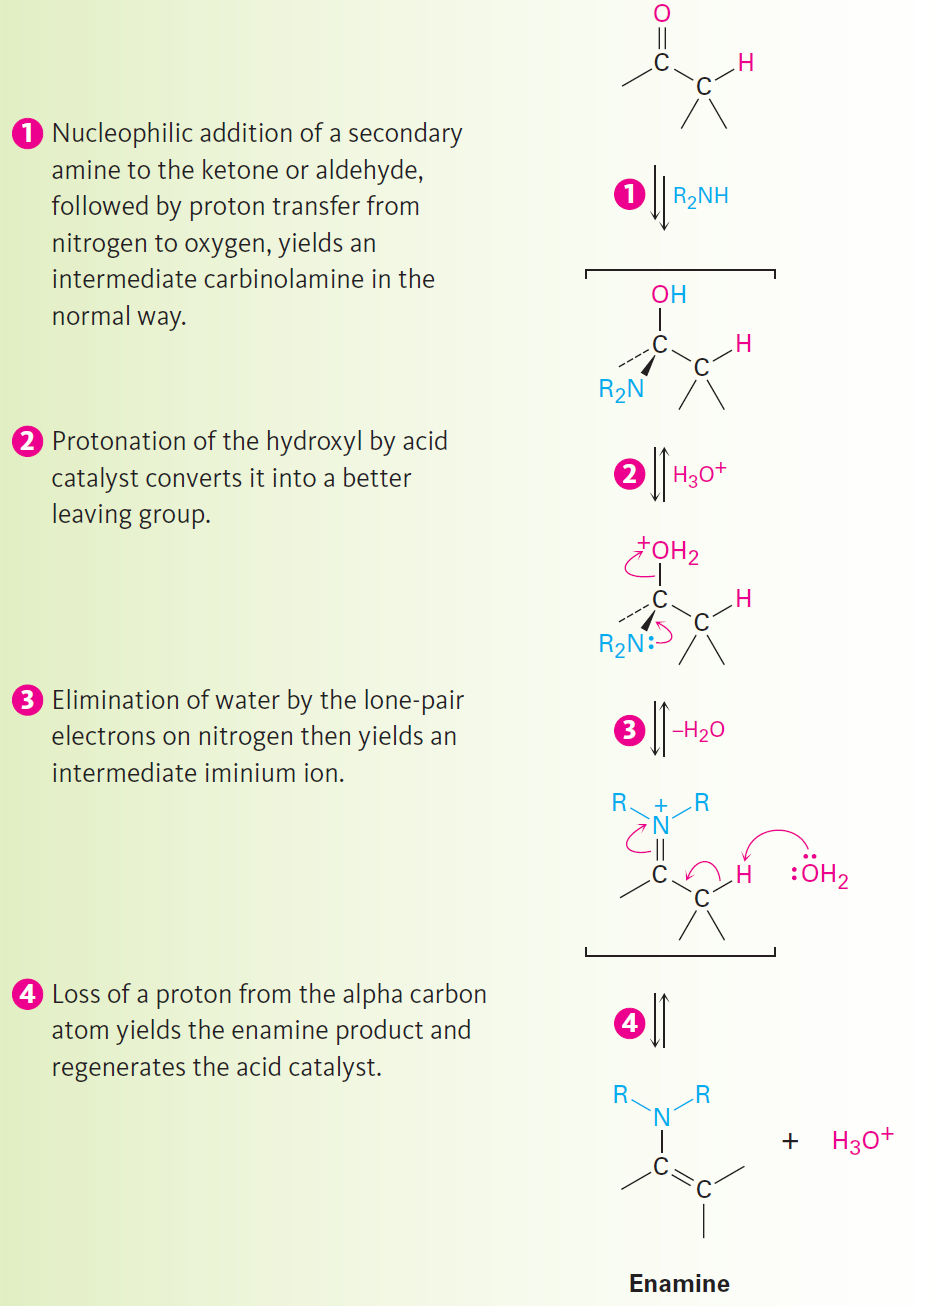 O
C
H
C
1 Nucleophilic addition of a secondary
amine to the ketone or aldehyde,
followed by proton transfer from
nitrogen to oxygen, yields an
intermediate carbinolamine in the
normal way.
1 R₂NH
OH
C
H
C
R₂N
2 Protonation of the hydroxyl by acid
catalyst converts it into a better
leaving group.
2 H₃O⁺
⁺OH₂
C
H
C
R₂N:
3 Elimination of water by the lone-pair
electrons on nitrogen then yields an
intermediate iminium ion.
3 –H₂O
R + R
N
C
H
:ÖH₂
C
4 Loss of a proton from the alpha carbon
atom yields the enamine product and
regenerates the acid catalyst.
4
R R
N
+ H₃O⁺
C
C
Enamine